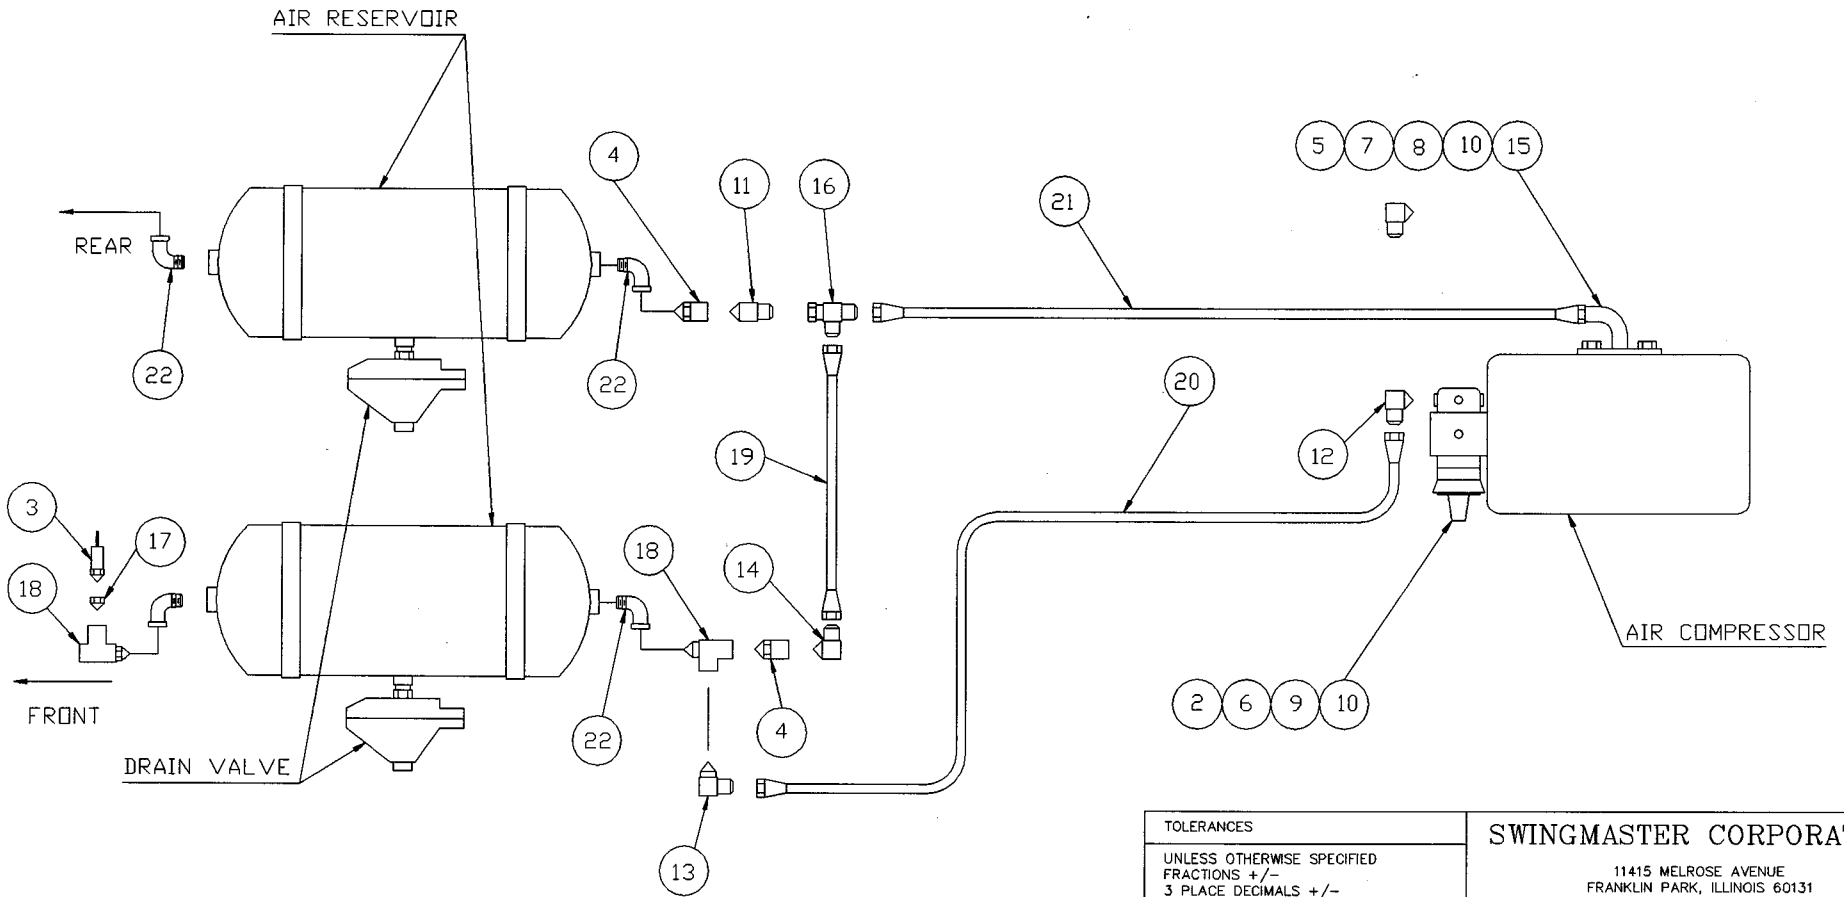 AIR RESERVOIR
5 7 8 10 15
4
11
16
21
REAR
22
22
20
12
19
3
17
18
18
14
AIR COMPRESSOR
2 6 9 10
FRONT
22
4
DRAIN VALVE
13
TOLERANCES
UNLESS OTHERWISE SPECIFIED
FRACTIONS +/-
3 PLACE DECIMALS +/-
SWINGMASTER CORPORA
11415 MELROSE AVENUE
FRANKLIN PARK, ILLINOIS 60131